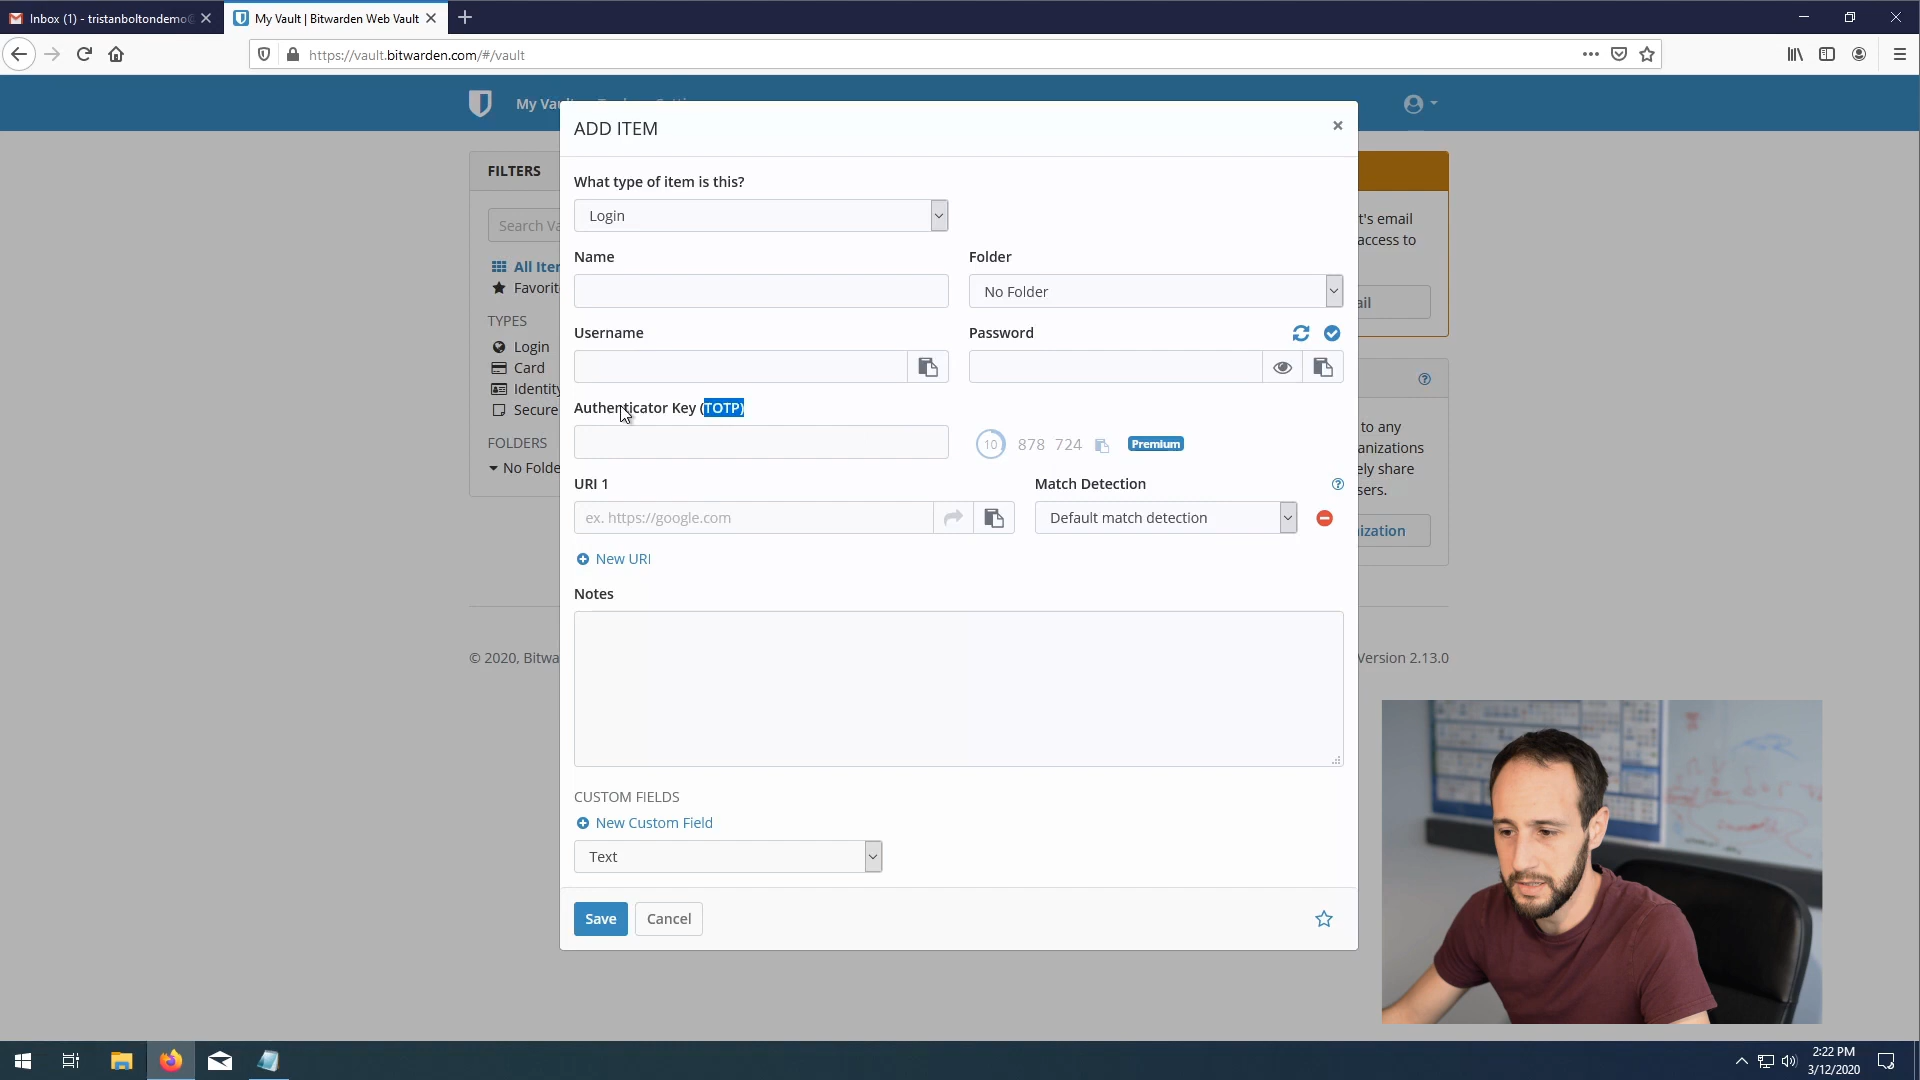 Inbox (1) - tristanboltondemo@
My Vault | Bitwarden Web Vault
https://vault.bitwarden.com/#/vault
My Vau
ADD ITEM
FILTERS
What type of item is this?
Login
Search Va
t's email
access to
Name
Folder
All Iter
Favorit
No Folder
ail
TYPES
Username
Password
Login
Card
Identity
Secure
Authenticator Key (TOTP)
to any
anizations
ely share
sers.
FOLDERS
No Folde
10
878 724
Premium
URI 1
Match Detection
ex. https://google.com
Default match detection
nization
New URI
Notes
© 2020, Bitwa
Version 2.13.0
CUSTOM FIELDS
New Custom Field
Text
Save
Cancel
2:22 PM
3/12/2020